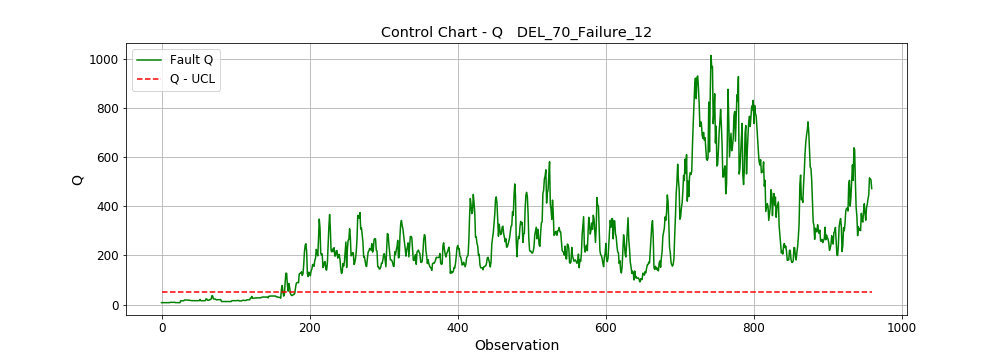 Control Chart - Q   DEL_70_Failure_12
Fault Q
Q - UCL
Q
1000
800
600
400
200
0
0 200 400 600 800 1000
Observation